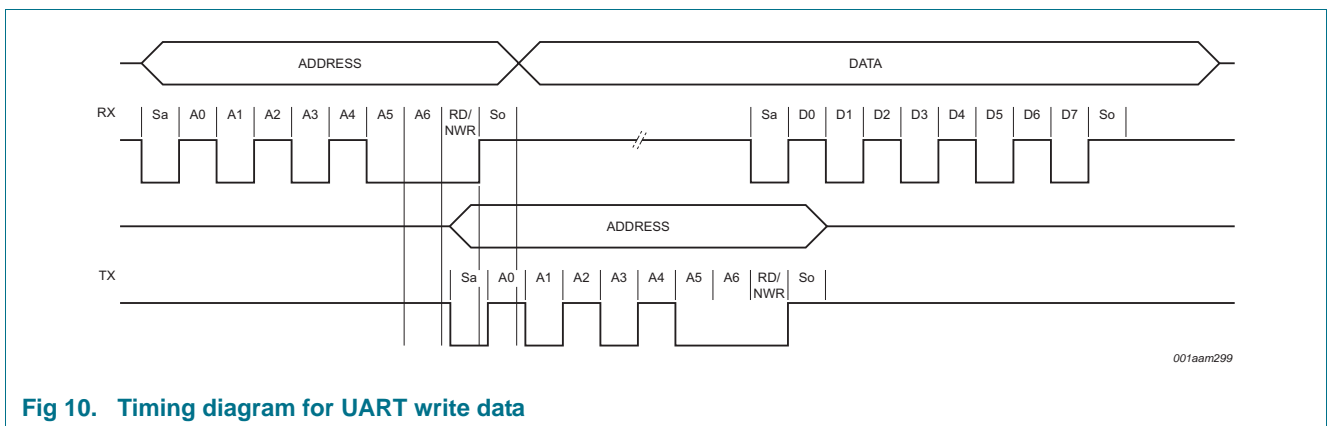 ADDRESS DATA
RX Sa A0 A1 A2 A3 A4 A5 A6 RD/ NWR So Sa D0 D1 D2 D3 D4 D5 D6 D7 So
ADDRESS
TX Sa A0 A1 A2 A3 A4 A5 A6 RD/ NWR So
001aam299
Fig 10. Timing diagram for UART write data